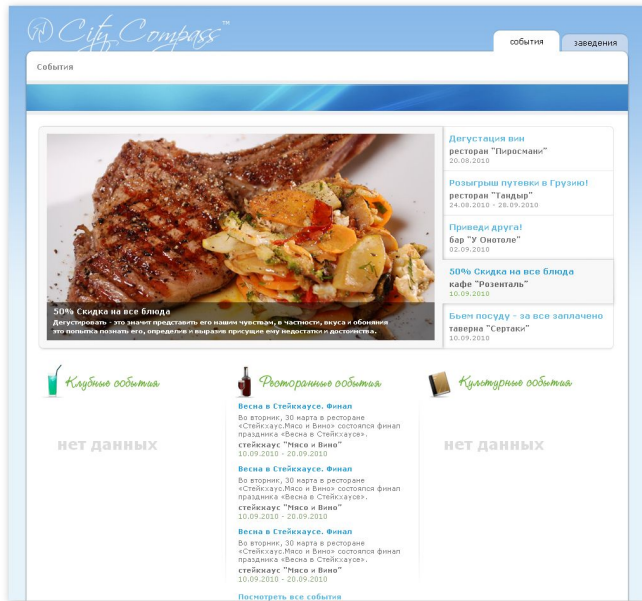 City Compass™
события
заведения
События
Дегустация вин
ресторан "Пиросмани"
20.08.2010
Розыгрыш путевки в Грузию!
ресторан "Тандыр"
24.08.2010 - 28.09.2010
Приведи друга!
бар "У Онотоле"
02.09.2010
50% Скидка на все блюда
кафе "Розенталь"
10.09.2010
Бьем посуду - за все заплачено
таверна "Сертаки"
10.09.2010
50% Скидка на все блюда
Дегустировать - это значит представить его нашим чувствам, в частности, вкуса и обоняния
это попытка познать его, определив и выразив присущие ему недостатки и достоинства.
Клубные события
нет данных
Ресторанные события
Весна в Стейкхаусе. Финал
Во вторник, 30 марта в ресторане
«Стейкхаус.Мясо и Вино» состоялся финал
праздника «Весна в Стейкхаусе».
стейкхаус "Мясо и Вино"
10.09.2010 - 20.09.2010
Весна в Стейкхаусе. Финал
Во вторник, 30 марта в ресторане
«Стейкхаус.Мясо и Вино» состоялся финал
праздника «Весна в Стейкхаусе».
стейкхаус "Мясо и Вино"
10.09.2010 - 20.09.2010
Весна в Стейкхаусе. Финал
Во вторник, 30 марта в ресторане
«Стейкхаус.Мясо и Вино» состоялся финал
праздника «Весна в Стейкхаусе».
стейкхаус "Мясо и Вино"
10.09.2010 - 20.09.2010
Посмотреть все события
Культурные события
нет данных